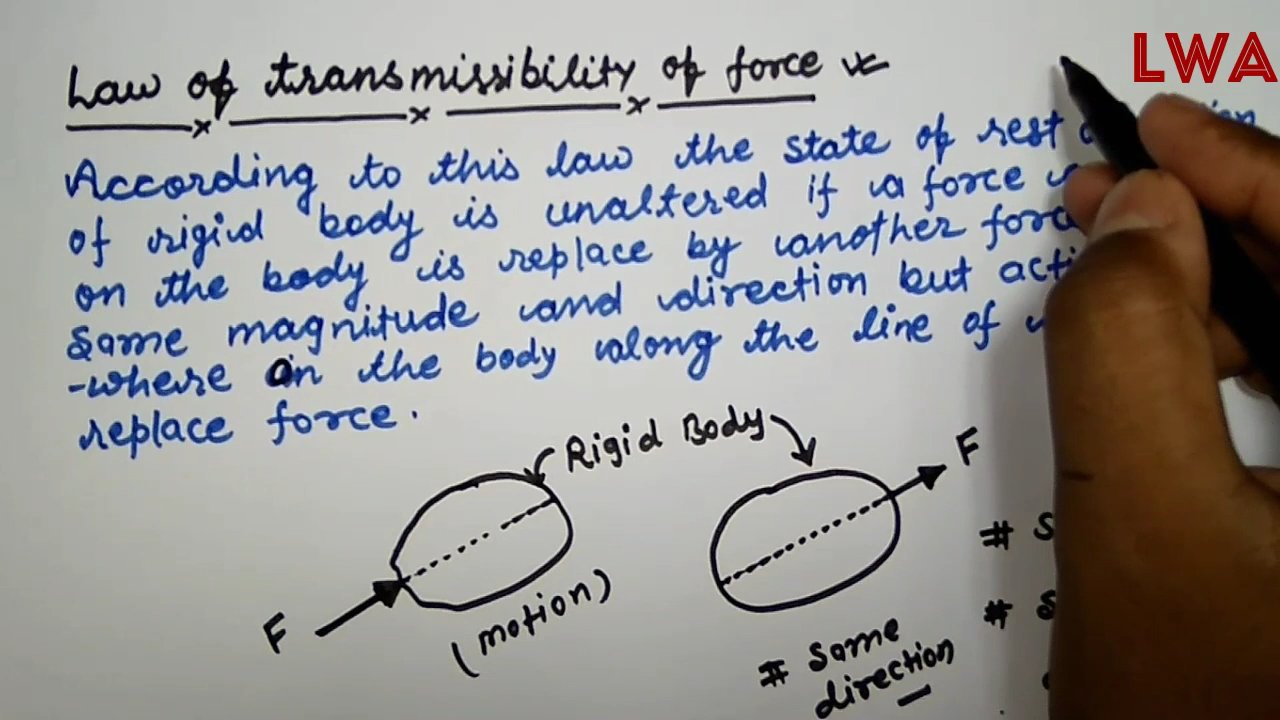 Law of transmissibility of force
LWA
According to this law the state of rest
of rigid body is unaltered if a force
on the body is replace by another force
same magnitude and direction but
-where in the body along the line of
replace force.
Rigid Body
F
F
(motion)
# S
# S
# Same
direction